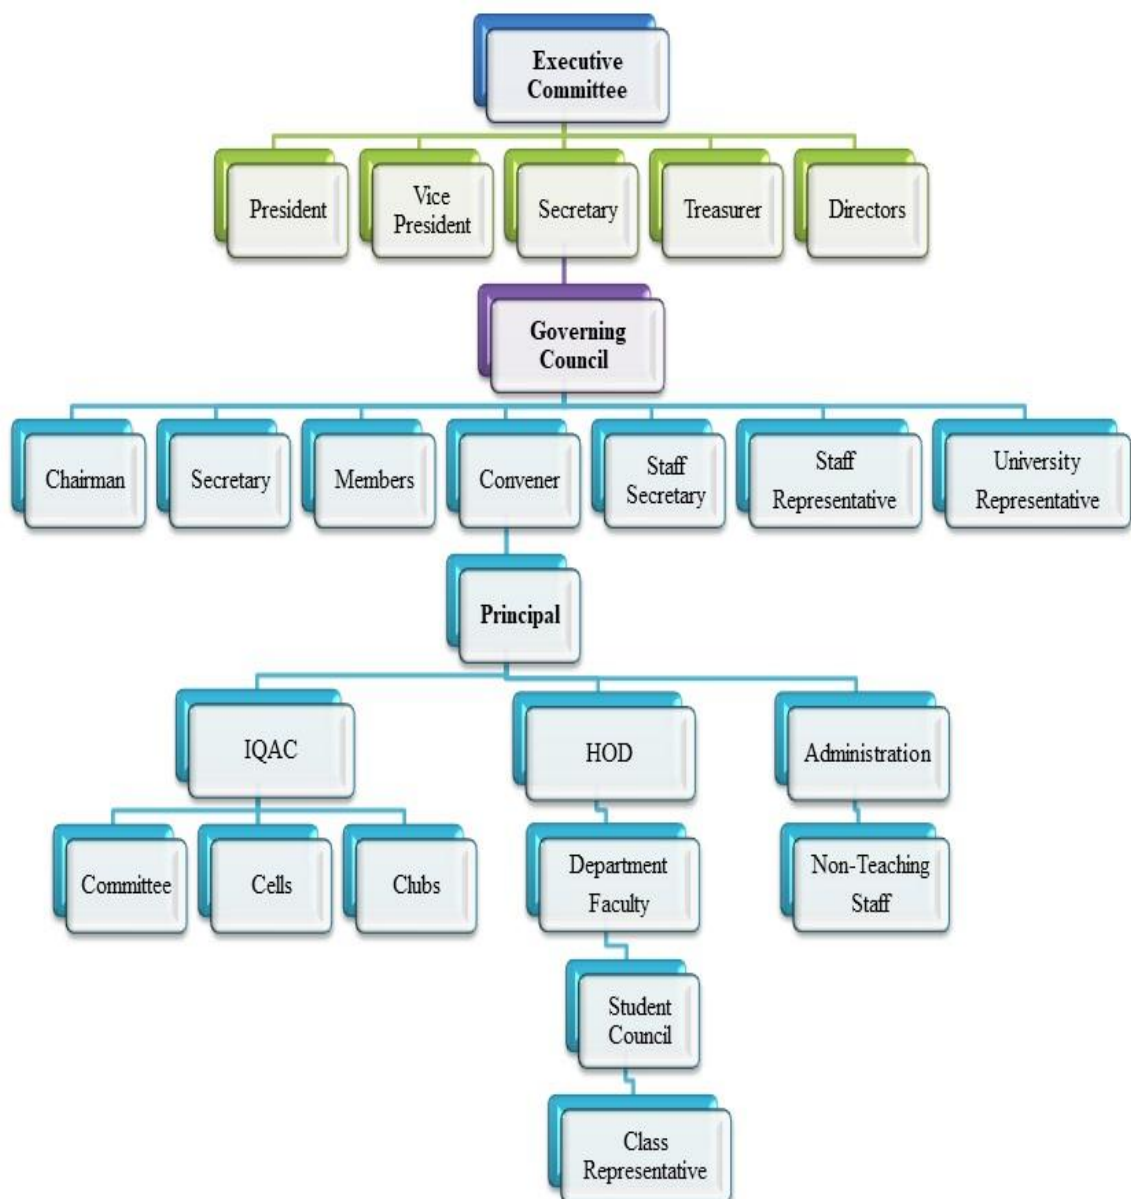 Executive
Committee
President
Vice
President
Secretary
Treasurer
Directors
Governing
Council
Chairman
Secretary
Members
Convener
Staff
Secretary
Staff
Representative
University
Representative
Principal
IQAC
HOD
Administration
Committee
Cells
Clubs
Department
Faculty
Non-Teaching
Staff
Student
Council
Class
Representative